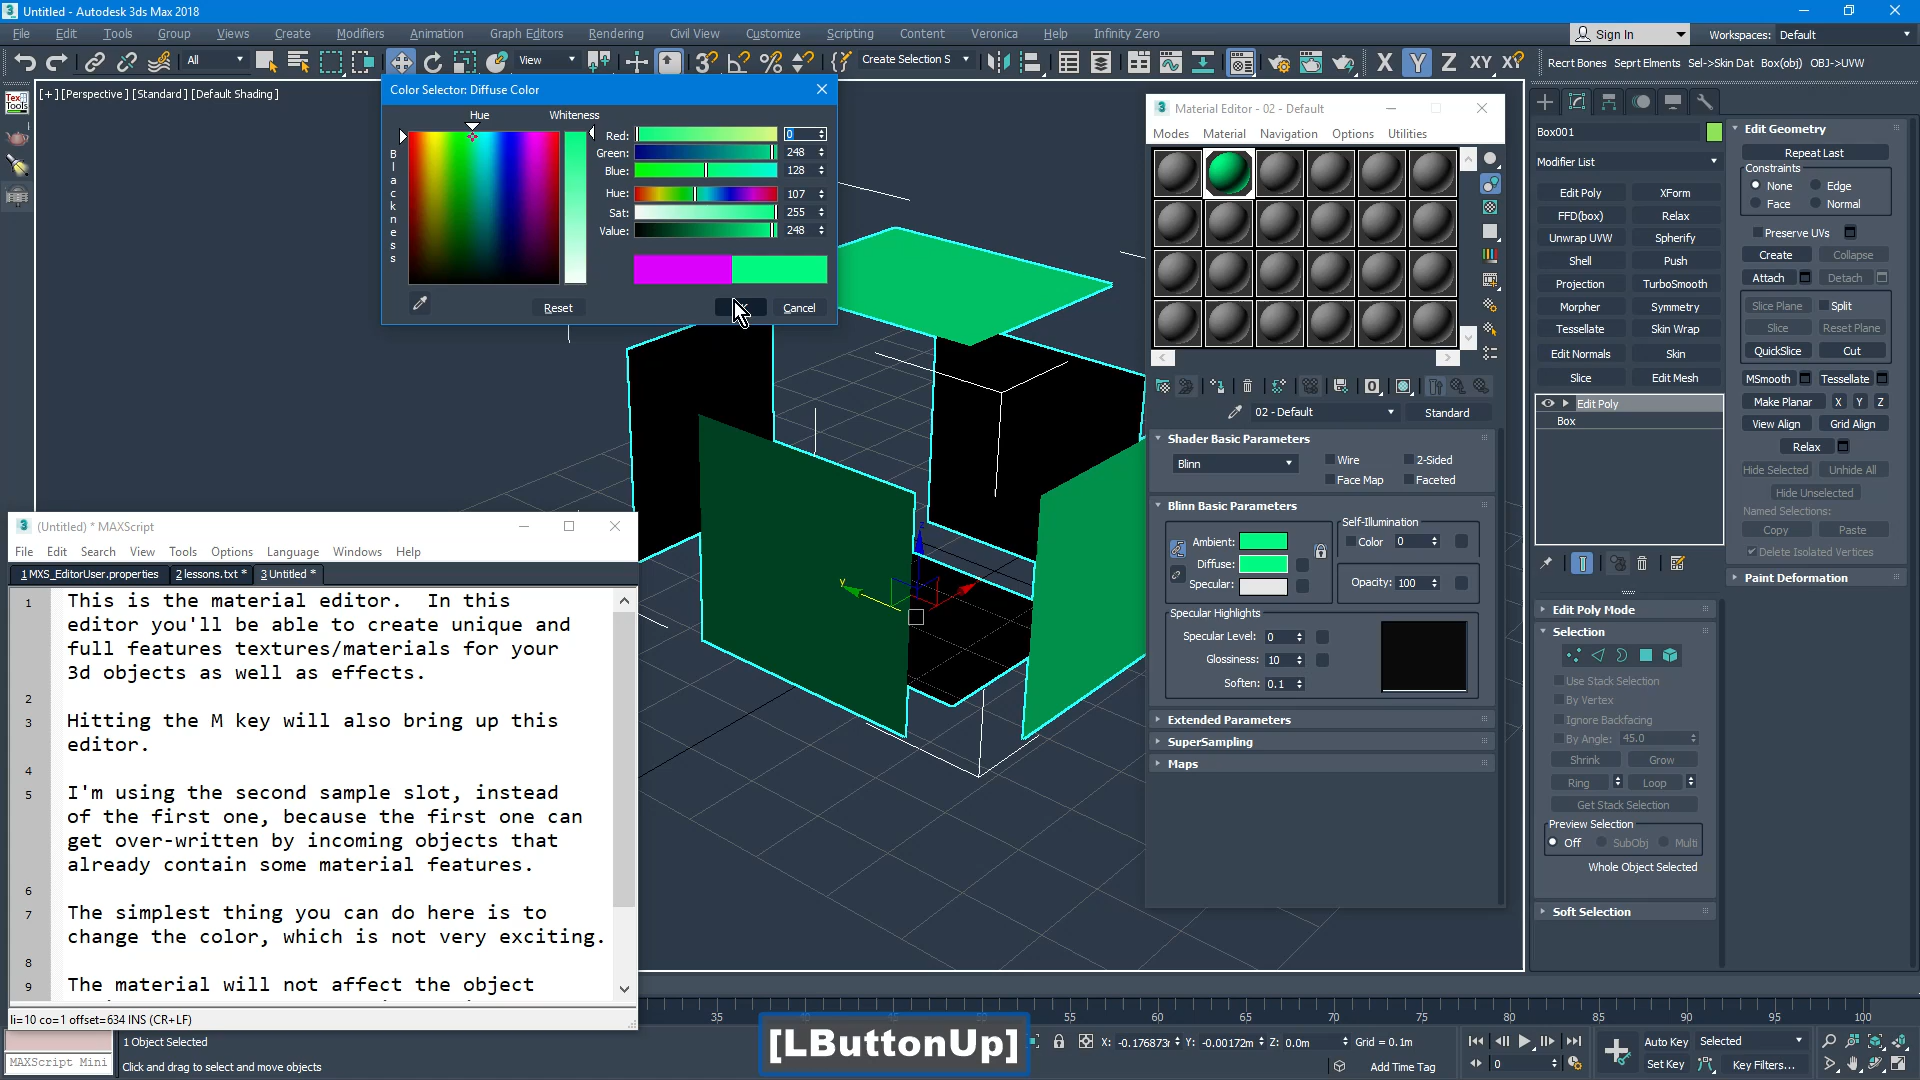 Untitled - Autodesk 3ds Max 2018
File Edit Tools Group Views Create Modifiers Animation Graph Editors Rendering Civil View Customize Scripting Content Veronica Help Infinity Zero
Sign In Workspaces: Default
All View Create Selection S X Y Z XY Recrt Bones Seprt Elments Sel->Skin Dat Box(obj) OBJ->UVW
[+] [Perspective] [Standard] [Default Shading]
Color Selector: Diffuse Color
Hue Whiteness
Blackness
Red: 0
Green: 248
Blue: 128
Hue: 107
Sat: 255
Value: 248
Reset Cancel
Material Editor - 02 - Default
Modes Material Navigation Options Utilities
02 - Default Standard
Shader Basic Parameters
Blinn Wire 2-Sided
Face Map Faceted
Blinn Basic Parameters
Self-Illumination
Ambient: Color 0
Diffuse:
Specular: Opacity: 100
Specular Highlights
Specular Level: 0
Glossiness: 10
Soften: 0.1
Extended Parameters
SuperSampling
Maps
Box001
Modifier List
Edit Poly XForm
FFD(box) Relax
Unwrap UVW Spherify
Shell Push
Projection TurboSmooth
Morpher Symmetry
Tessellate Skin Wrap
Edit Normals Skin
Slice Edit Mesh
Edit Poly
Box
Edit Poly Mode
Selection
Use Stack Selection
By Vertex
Ignore Backfacing
By Angle: 45.0
Shrink Grow
Ring Loop
Get Stack Selection
Preview Selection
Off SubObj Multi
Whole Object Selected
Soft Selection
Edit Geometry
Repeat Last
Constraints
None Edge
Face Normal
Preserve UVs
Create Collapse
Attach Detach
Slice Plane Split
Slice Reset Plane
QuickSlice Cut
MSmooth Tessellate
Make Planar X Y Z
View Align Grid Align
Relax
Hide Selected Unhide All
Hide Unselected
Named Selections:
Copy Paste
Delete Isolated Vertices
Paint Deformation
(Untitled) * MAXScript
File Edit Search View Tools Options Language Windows Help
1 MXS_EditorUser.properties 2 lessons.txt * 3 Untitled *
1 This is the material editor. In this
editor you'll be able to create unique and
full features textures/materials for your
3d objects as well as effects.
2
3 Hitting the M key will also bring up this
editor.
4
5 I'm using the second sample slot, instead
of the first one, because the first one can
get over-written by incoming objects that
already contain some material features.
6
7 The simplest thing you can do here is to
change the color, which is not very exciting.
8
9 The material will not affect the object
li=10 co=1 offset=634 INS (CR+LF)
y
35 55 60 65 70 75 80 85 90 95 100
MAXScript Mini
1 Object Selected
Click and drag to select and move objects
[LButtonUp]
X: -0.176873r Y: -0.00172m Z: 0.0m Grid = 0.1m
Add Time Tag
0
Auto Key Selected
Set Key Key Filters...